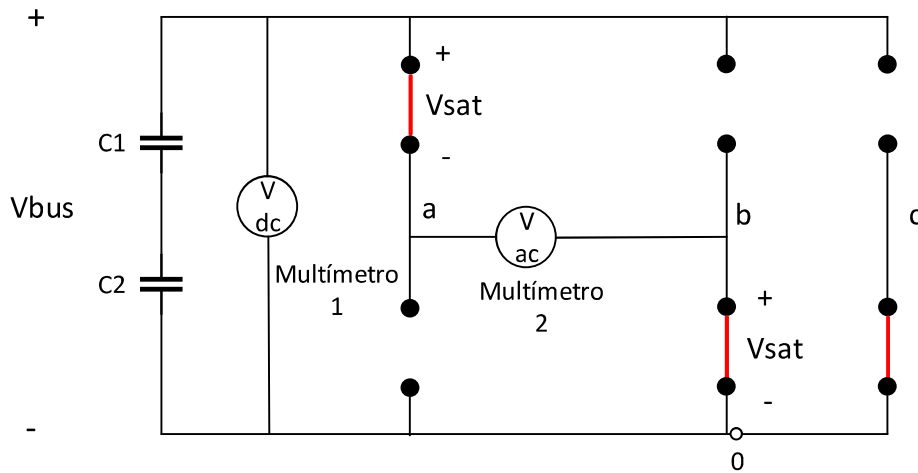 +
+
C1
V
dc
Vsat
-
Vbus
a
V
ac
b
c
C2
Multímetro
1
Multímetro
2
+
Vsat
-
-
0